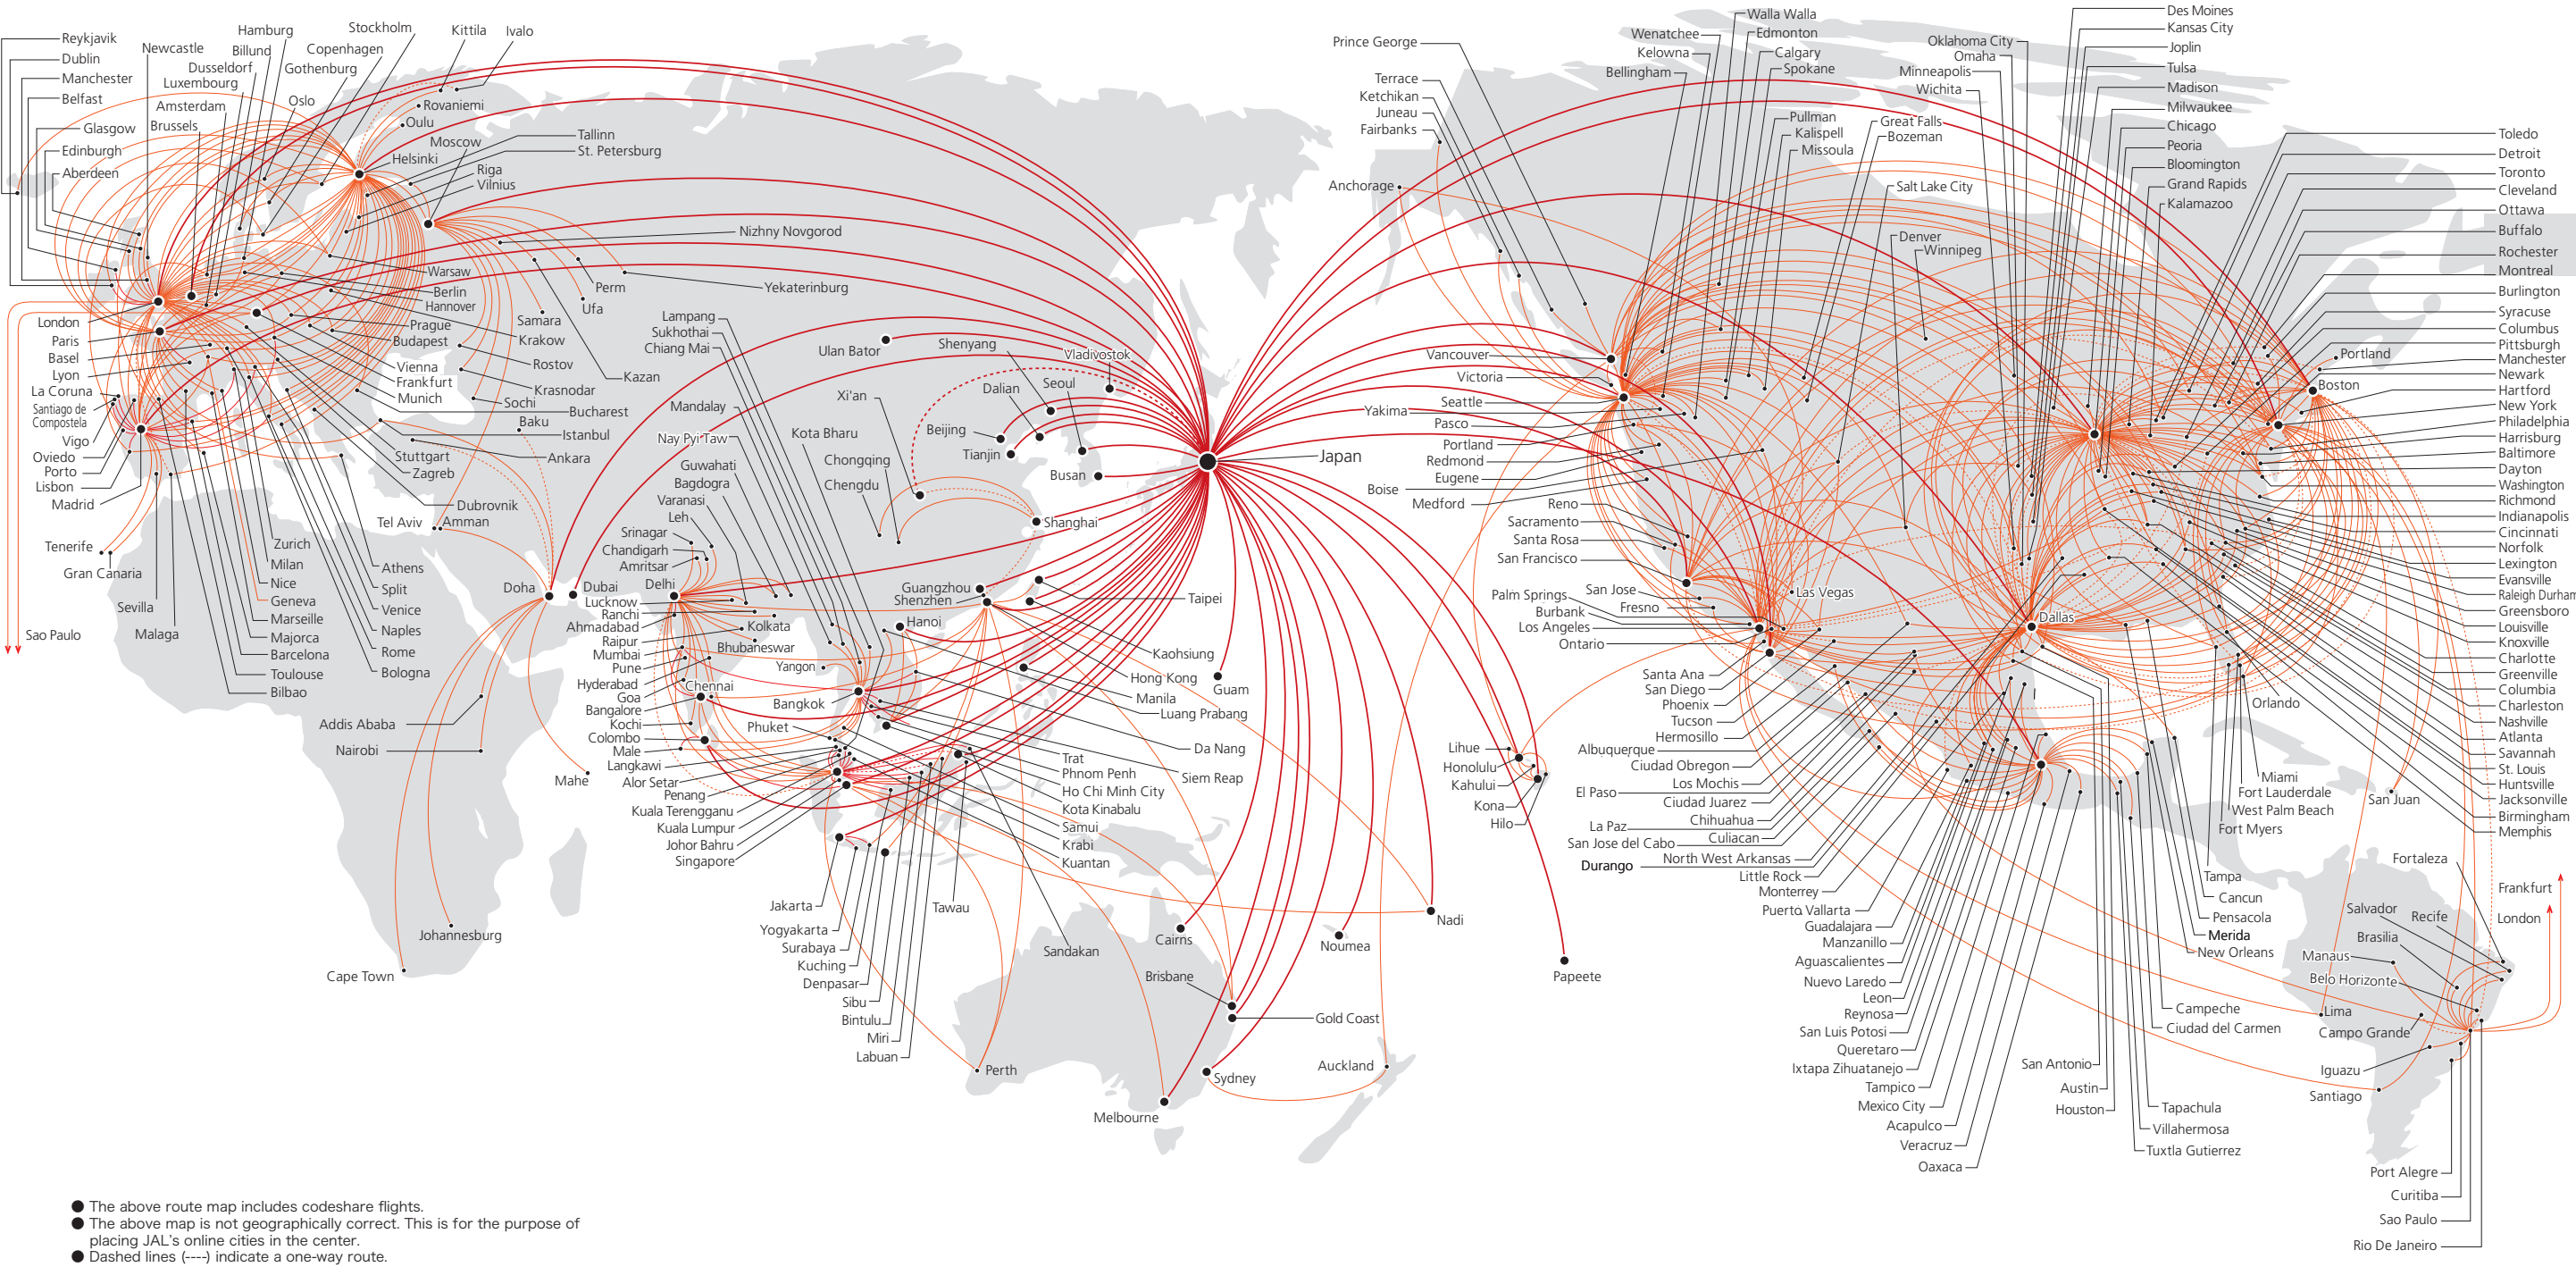 Reykjavik
Dublin
Manchester
Belfast
Glasgow
Edinburgh
Aberdeen
Newcastle
Hamburg
Billund
Dusseldorf
Luxembourg
Amsterdam
Brussels
Stockholm
Copenhagen
Gothenburg
Oslo
Kittila
Ivalo
Rovaniemi
Oulu
Moscow
Helsinki
Tallinn
St. Petersburg
Riga
Vilnius
Nizhny Novgorod
Warsaw
Berlin
Hannover
Perm
Ufa
Yekaterinburg
Samara
Prague
Budapest
Krakow
Rostov
Kazan
Vienna
Frankfurt
Munich
Krasnodar
Sochi
Bucharest
Baku
Istanbul
Ankara
Stuttgart
Zagreb
Dubrovnik
Tel Aviv
Amman
London
Paris
Basel
Lyon
La Coruna
Santiago de
Compostela
Vigo
Oviedo
Porto
Lisbon
Madrid
Tenerife
Gran Canaria
Sao Paulo
Sevilla
Malaga
Zurich
Milan
Nice
Geneva
Marseille
Majorca
Barcelona
Toulouse
Bilbao
Athens
Split
Venice
Naples
Rome
Bologna
Doha
Dubai
Addis Ababa
Nairobi
Mahe
Johannesburg
Cape Town
Lampang
Sukhothai
Chiang Mai
Mandalay
Nay Pyi Taw
Guwahati
Bagdogra
Varanasi
Leh
Srinagar
Chandigarh
Amritsar
Delhi
Lucknow
Ranchi
Ahmadabad
Raipur
Mumbai
Pune
Hyderabad
Goa
Bangalore
Kochi
Colombo
Male
Langkawi
Alor Setar
Penang
Kuala Terengganu
Kuala Lumpur
Johor Bahru
Singapore
Kolkata
Bhubaneswar
Yangon
Chennai
Bangkok
Phuket
Ulan Bator
Shenyang
Vladivostok
Dalian
Seoul
Xi'an
Beijing
Tianjin
Busan
Kota Bharu
Chongqing
Chengdu
Japan
Shanghai
Guangzhou
Shenzhen
Hanoi
Taipei
Kaohsiung
Hong Kong
Manila
Luang Prabang
Guam
Da Nang
Siem Reap
Trat
Phnom Penh
Ho Chi Minh City
Kota Kinabalu
Samui
Krabi
Kuantan
Jakarta
Yogyakarta
Surabaya
Kuching
Denpasar
Sibu
Bintulu
Miri
Labuan
Tawau
Sandakan
Cairns
Brisbane
Gold Coast
Perth
Sydney
Melbourne
Auckland
Noumea
Nadi
Papeete
Prince George
Terrace
Ketchikan
Juneau
Fairbanks
Anchorage
Wenatchee
Kelowna
Bellingham
Walla Walla
Edmonton
Calgary
Spokane
Pullman
Kalispell
Missoula
Great Falls
Bozeman
Salt Lake City
Denver
Winnipeg
Oklahoma City
Omaha
Minneapolis
Wichita
Des Moines
Kansas City
Joplin
Tulsa
Madison
Milwaukee
Chicago
Peoria
Bloomington
Grand Rapids
Kalamazoo
Vancouver
Victoria
Seattle
Yakima
Pasco
Portland
Redmond
Eugene
Boise
Medford
Reno
Sacramento
Santa Rosa
San Francisco
San Jose
Fresno
Palm Springs
Burbank
Los Angeles
Ontario
Las Vegas
Dallas
Lihue
Honolulu
Kahului
Kona
Hilo
Santa Ana
San Diego
Phoenix
Tucson
Hermosillo
Albuquerque
Ciudad Obregon
Los Mochis
El Paso
Ciudad Juarez
Chihuahua
La Paz
Culiacan
San Jose del Cabo
North West Arkansas
Durango
Little Rock
Monterrey
Puerto Vallarta
Guadalajara
Manzanillo
Aguascalientes
Nuevo Laredo
Leon
Reynosa
San Luis Potosi
Queretaro
Ixtapa Zihuatanejo
Tampico
Mexico City
Acapulco
Veracruz
Oaxaca
San Antonio
Austin
Houston
Tapachula
Villahermosa
Tuxtla Gutierrez
Campeche
Ciudad del Carmen
Tampa
Cancun
Pensacola
Merida
New Orleans
Orlando
Miami
Fort Lauderdale
West Palm Beach
Fort Myers
San Juan
Toledo
Detroit
Toronto
Cleveland
Ottawa
Buffalo
Rochester
Montreal
Burlington
Syracuse
Columbus
Pittsburgh
Portland
Manchester
Newark
Boston
Hartford
New York
Philadelphia
Harrisburg
Baltimore
Dayton
Washington
Richmond
Indianapolis
Cincinnati
Norfolk
Lexington
Evansville
Raleigh Durham
Greensboro
Louisville
Knoxville
Charlotte
Greenville
Columbia
Charleston
Nashville
Atlanta
Savannah
St. Louis
Huntsville
Jacksonville
Birmingham
Memphis
Fortaleza
Frankfurt
London
Salvador
Recife
Brasilia
Manaus
Belo Horizonte
Lima
Campo Grande
Iguazu
Santiago
Port Alegre
Curitiba
Sao Paulo
Rio De Janeiro
● The above route map includes codeshare flights.
● The above map is not geographically correct. This is for the purpose of
placing JAL's online cities in the center.
● Dashed lines (----) indicate a one-way route.